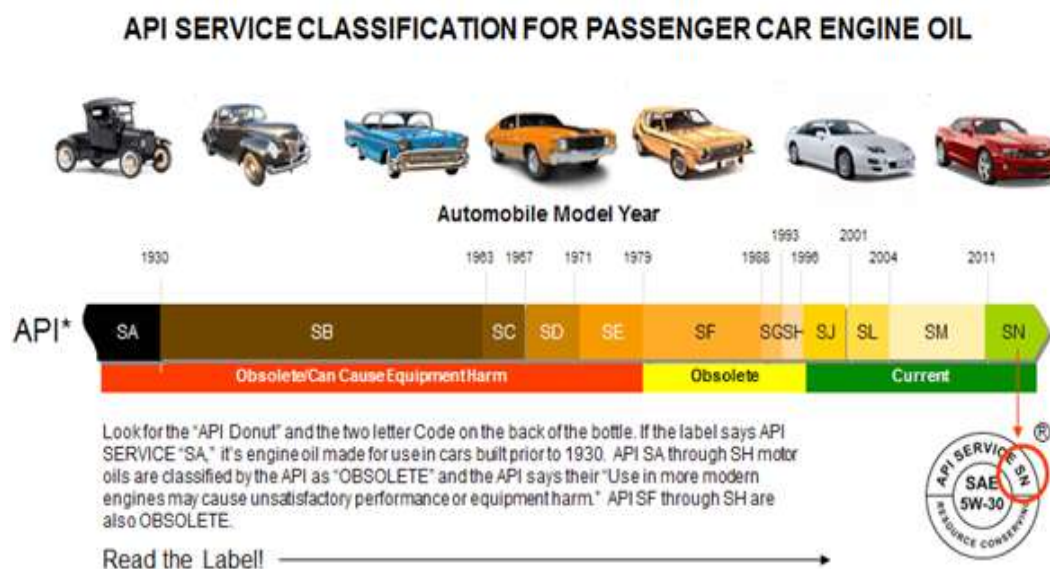 API SERVICE CLASSIFICATION FOR PASSENGER CAR ENGINE OIL
Automobile Model Year
1930 1963 1967 1971 1979 1988 1993 1996 2001 2004 2011
API*
SA SB SC SD SE SF SG SH SJ SL SM SN
Obsolete/Can Cause Equipment Harm Obsolete Current
Look for the "API Donut" and the two letter Code on the back of the bottle. If the label says API
SERVICE "SA," it's engine oil made for use in cars built prior to 1930. API SA through SH motor
oils are classified by the API as "OBSOLETE" and the API says their "Use in more modern
engines may cause unsatisfactory performance or equipment harm." API SF through SH are
also OBSOLETE.
Read the Label!
®
API SERVICE SN
SAE
5W-30
RESOURCE CONSERVING